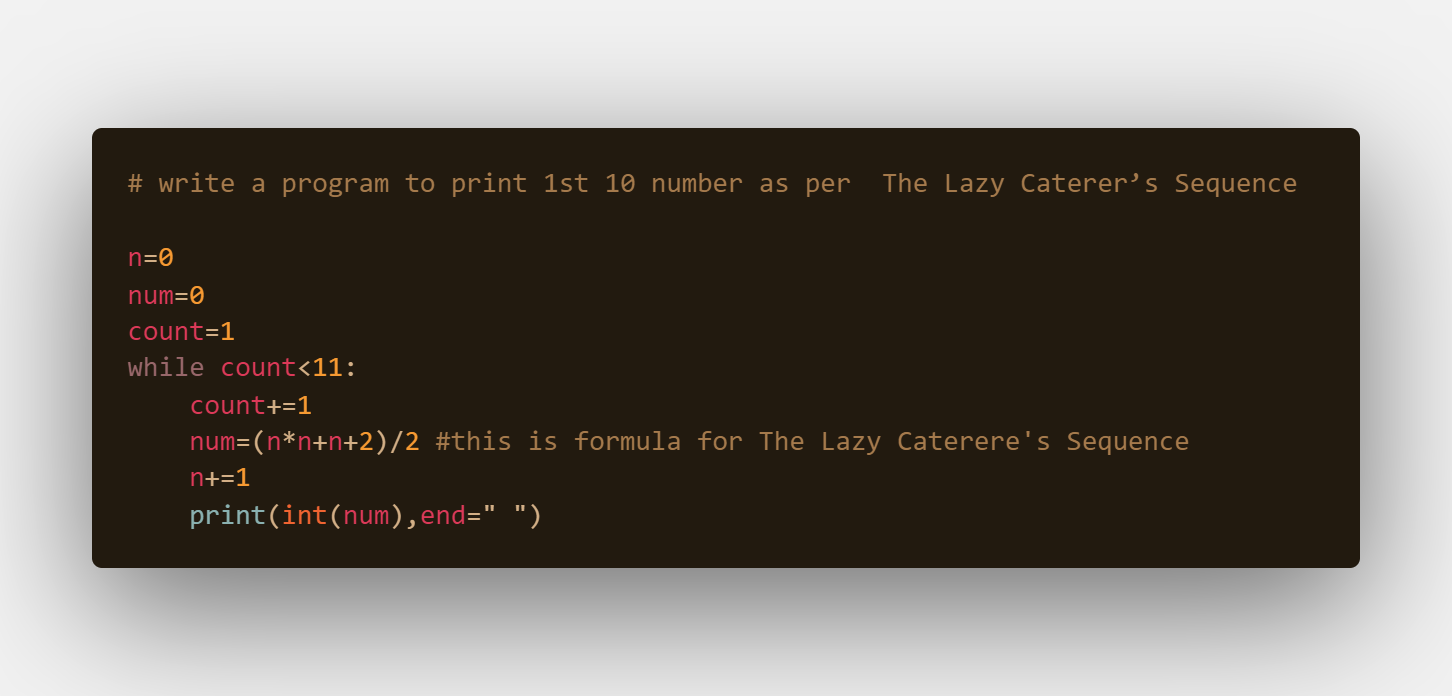 # write a program to print 1st 10 number as per  The Lazy Caterer’s Sequence
n=0
num=0
count=1
while count<11:
    count+=1
    num=(n*n+n+2)/2 #this is formula for The Lazy Caterere's Sequence
    n+=1
    print(int(num),end=" ")